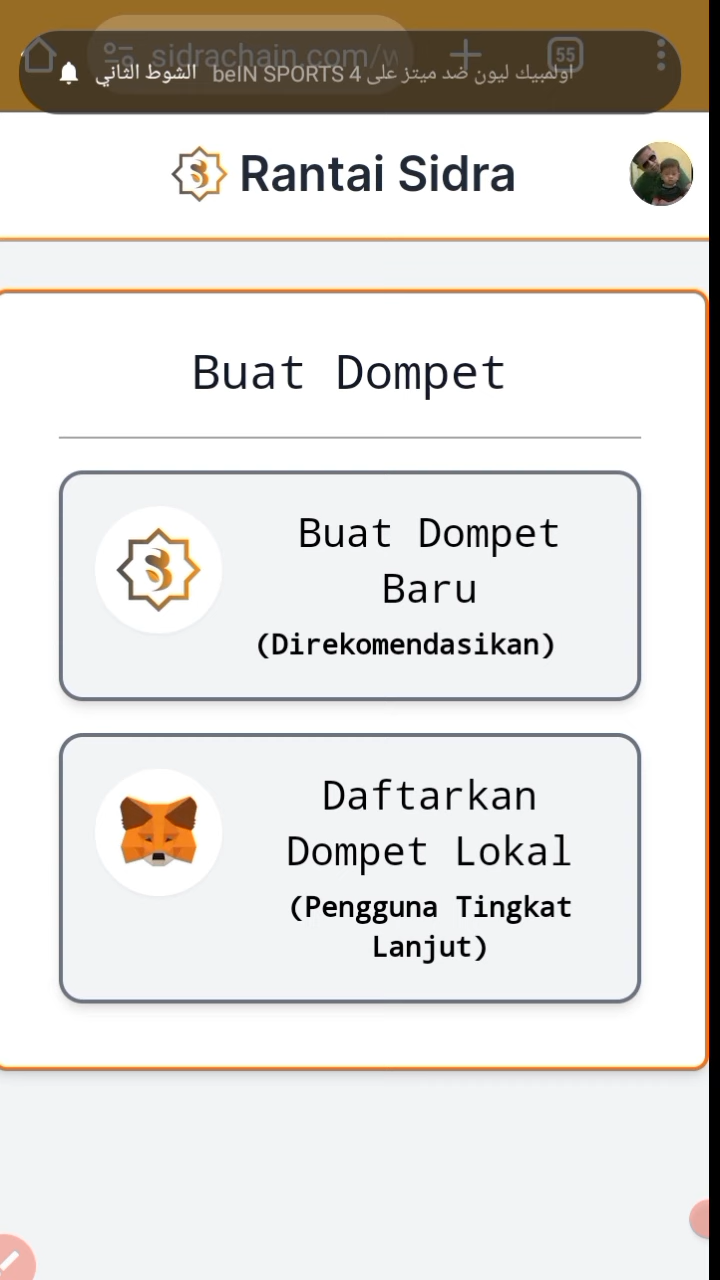 sidrachain.com/w
55
اولمبيك ليون ضد ميتز على beIN SPORTS 4 الشوط الثاني
Rantai Sidra
Buat Dompet
Buat Dompet
Baru
(Direkomendasikan)
Daftarkan
Dompet Lokal
(Pengguna Tingkat
Lanjut)